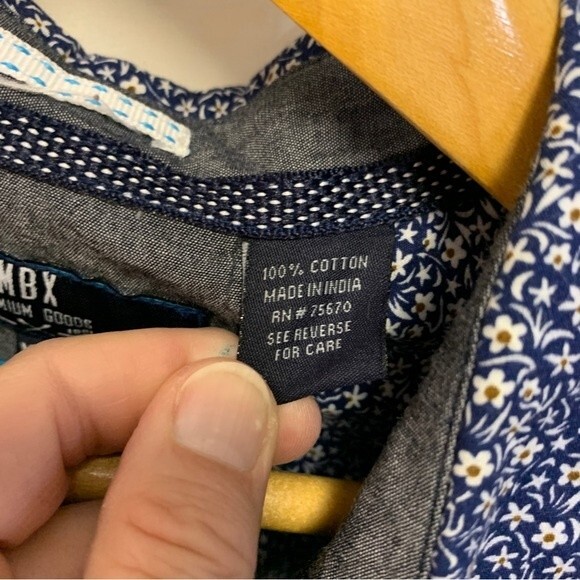 MBX
MIUM GOODS
100% COTTON
MADE IN INDIA
RN # 75670
SEE REVERSE
FOR CARE